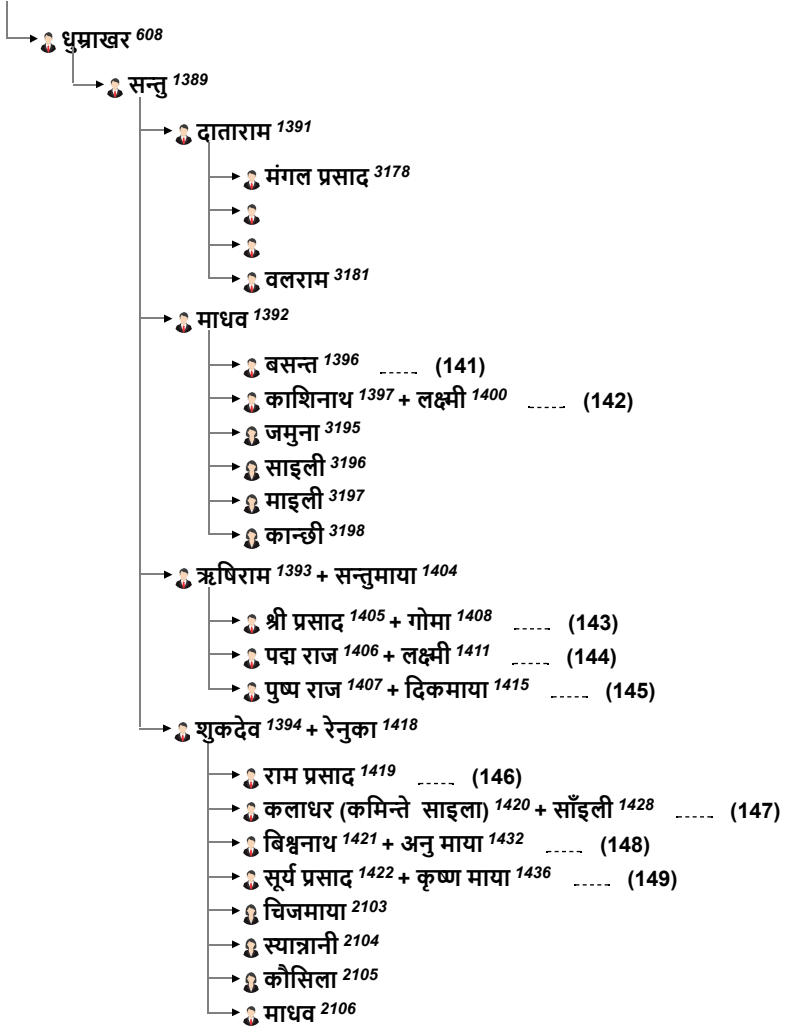 धुम्राखर 608
सन्तु 1389
दाताराम 1391
मंगल प्रसाद 3178
वलराम 3181
माधव 1392
बसन्त 1396 ...... (141)
काशिनाथ 1397 + लक्ष्मी 1400 ...... (142)
जमुना 3195
साइली 3196
माइली 3197
कान्छी 3198
ऋषिराम 1393 + सन्तुमाया 1404
श्री प्रसाद 1405 + गोमा 1408 ...... (143)
पद्म राज 1406 + लक्ष्मी 1411 ...... (144)
पुष्प राज 1407 + दिकमाया 1415 ...... (145)
शुकदेव 1394 + रेनुका 1418
राम प्रसाद 1419 ...... (146)
कलाधर (कमिन्ते साइला) 1420 + साँइली 1428 ...... (147)
बिश्वनाथ 1421 + अनु माया 1432 ...... (148)
सूर्य प्रसाद 1422 + कृष्ण माया 1436 ...... (149)
चिजमाया 2103
स्यान्नानी 2104
कौसिला 2105
माधव 2106